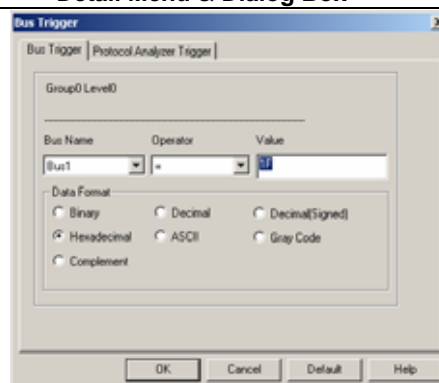 Detail Menu & Dialog Box
Bus Trigger
Bus Trigger Protocol Analyzer Trigger
Group0 Level0
Bus Name Operator Value
Bus1 =
Data Format
Binary Decimal Decimal(Signed)
Hexadecimal ASCII Gray Code
Complement
OK Cancel Default Help